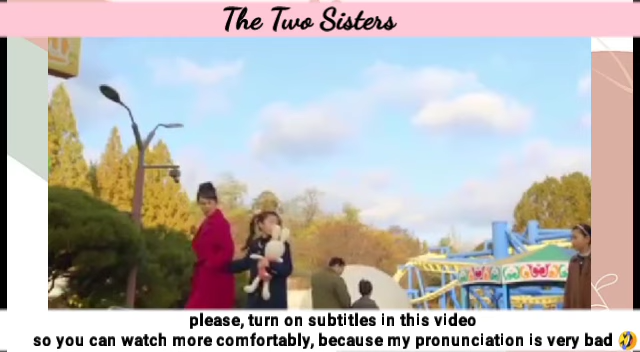 The Two Sisters
please, turn on subtitles in this video
so you can watch more comfortably, because my pronunciation is very bad 🤣